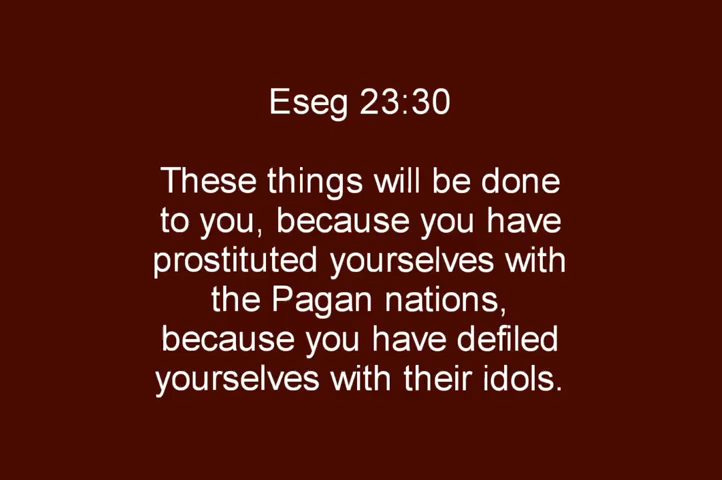 Eseg 23:30
These things will be done
to you, because you have
prostituted yourselves with
the Pagan nations,
because you have defiled
yourselves with their idols.